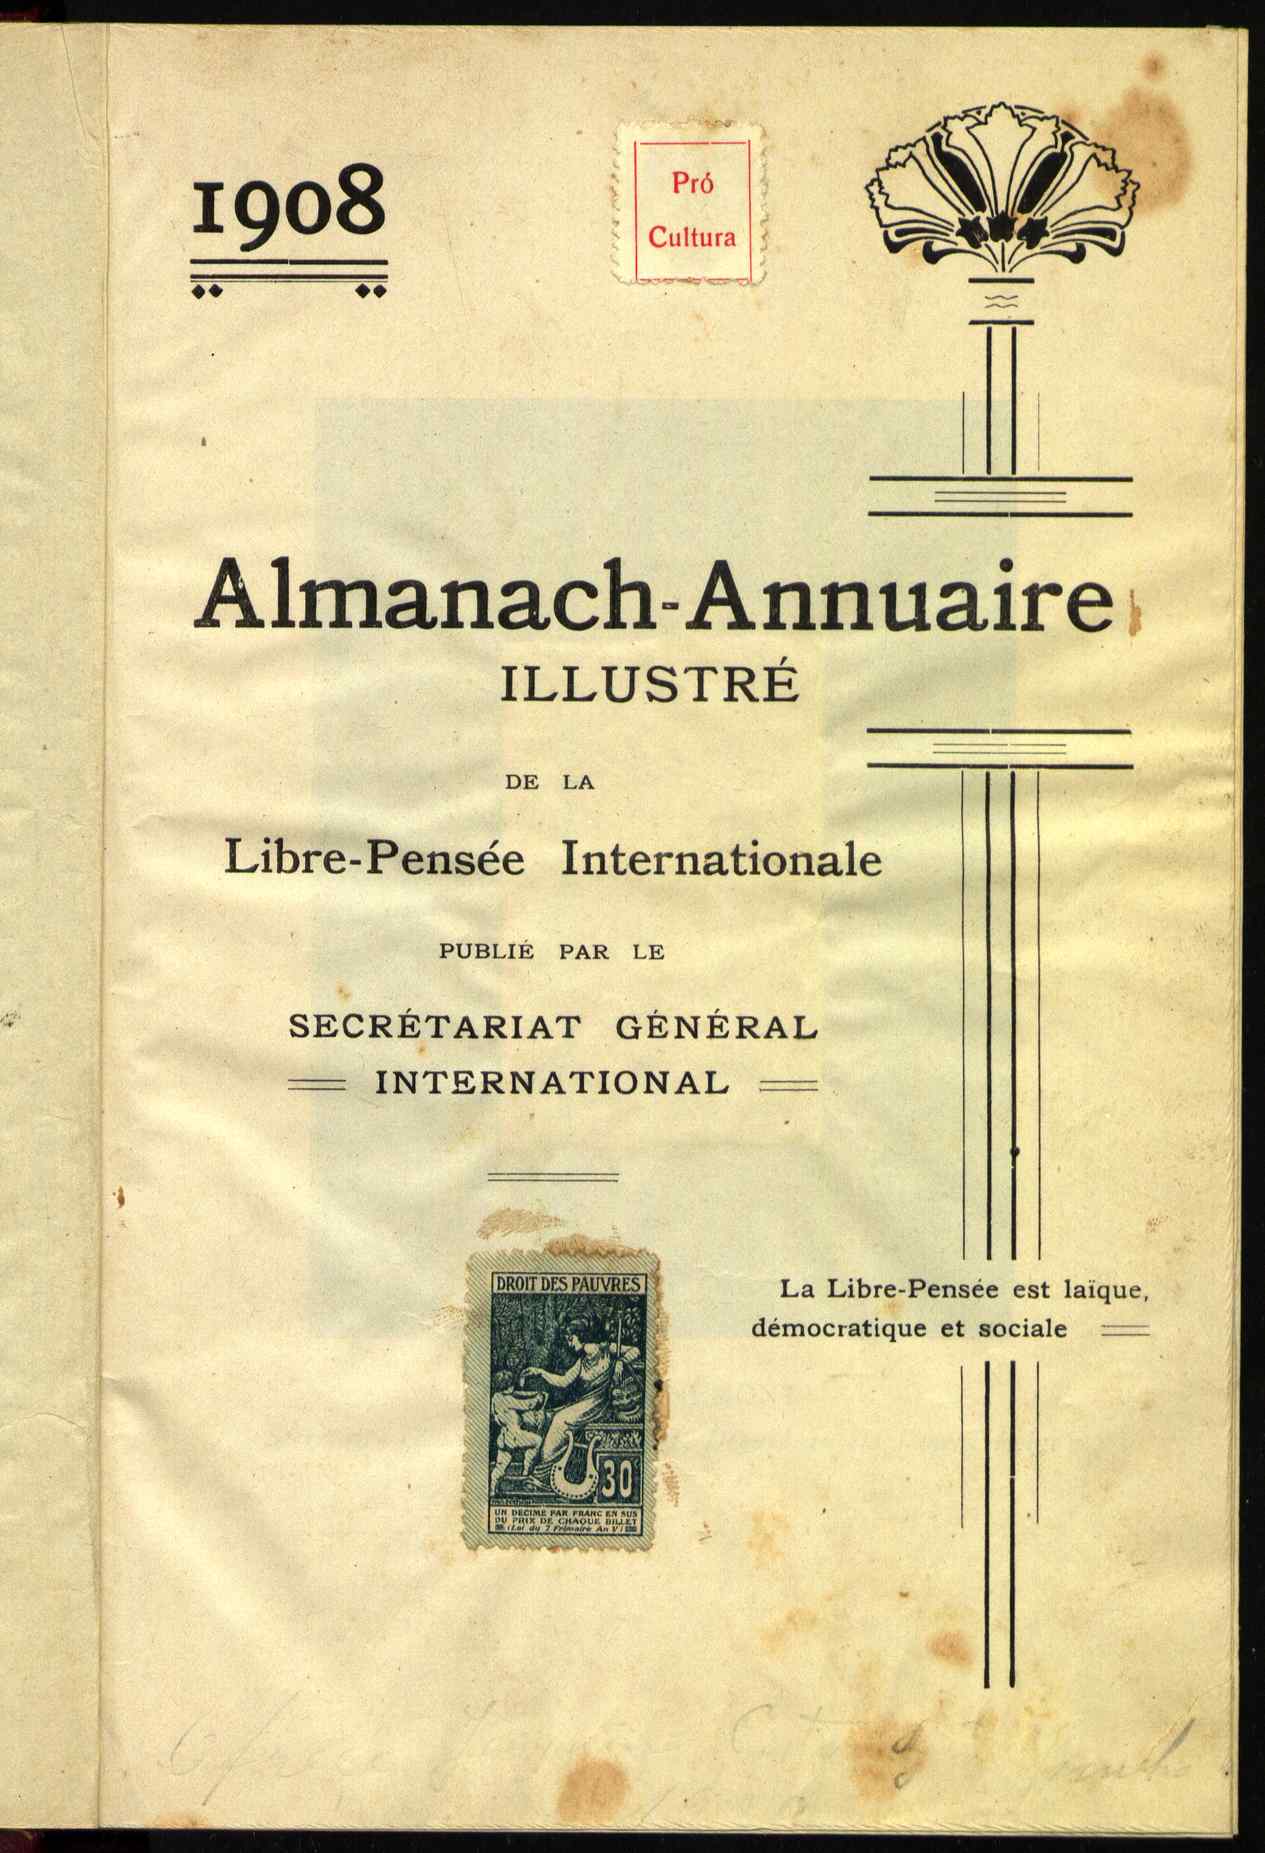 1908
Pró
Cultura
Almanach-Annuaire
ILLUSTRÉ
DE LA
Libre-Pensée Internationale
PUBLIÉ PAR LE
SECRÉTARIAT GÉNÉRAL
INTERNATIONAL
La Libre-Pensée est laïque,
démocratique et sociale
DROIT DES PAUVRES
30
UN DECIME PAR FRANC EN SUS
DU PRIX DE CHAQUE BILLET
(Loi du 7 Frimaire An V)